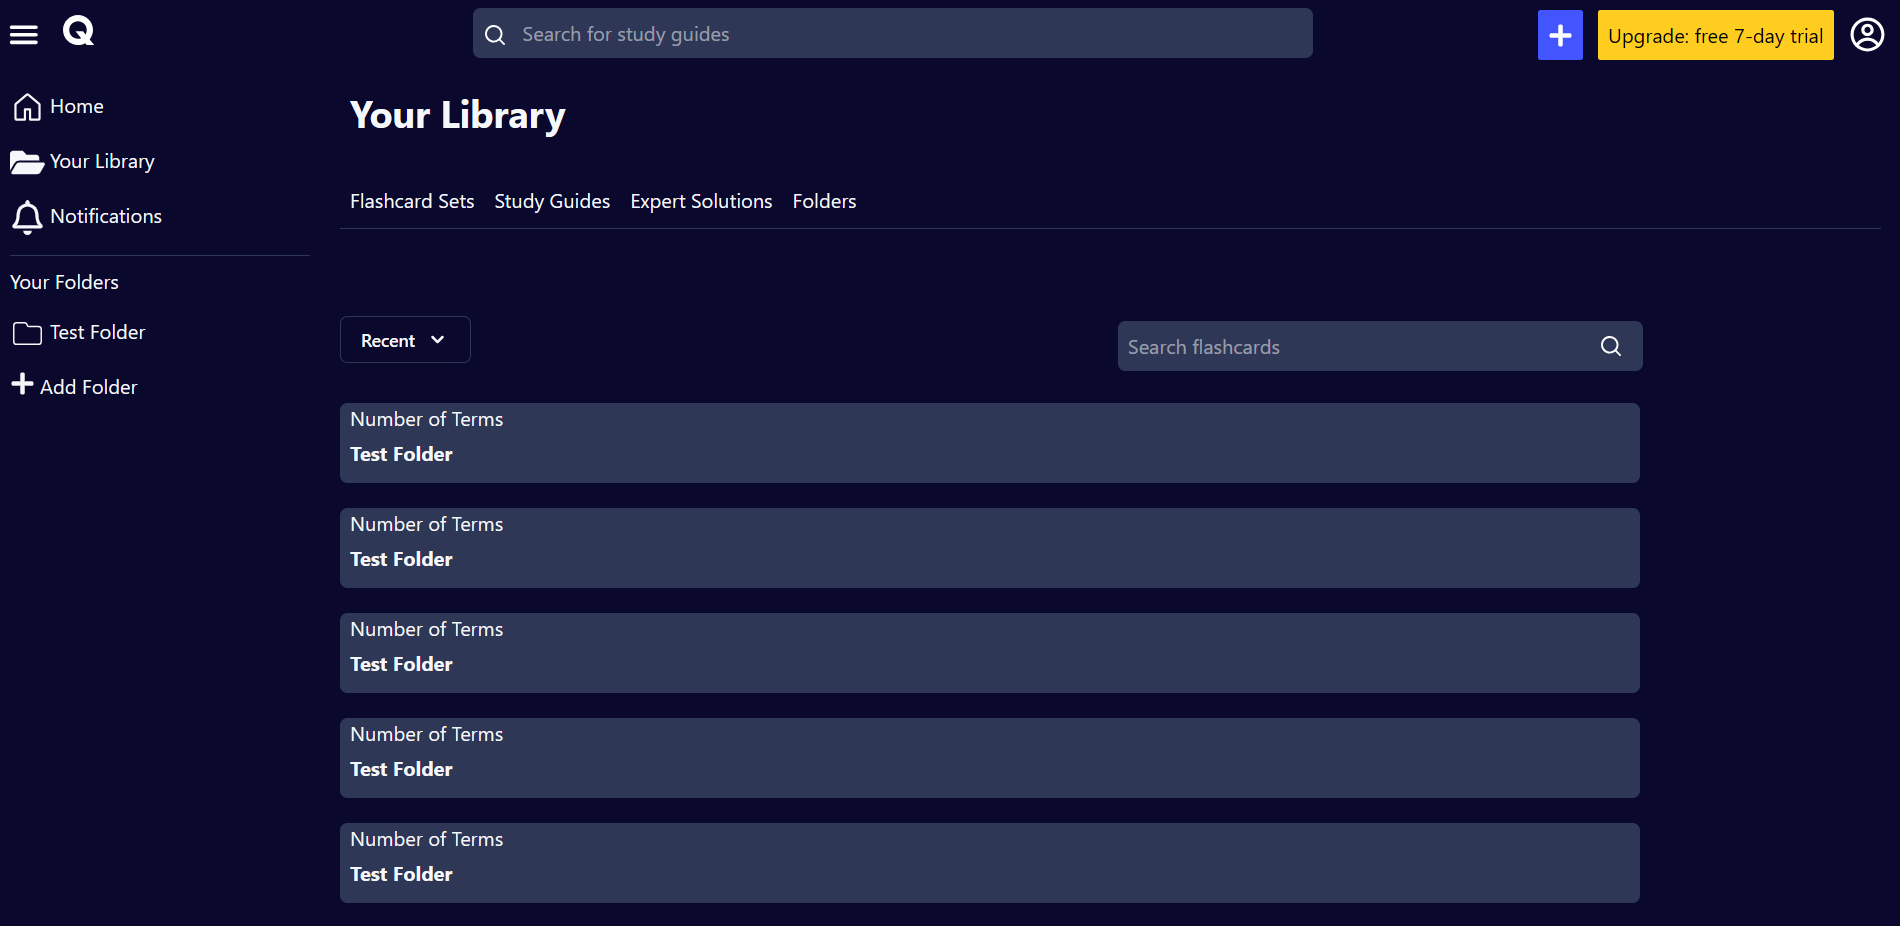 Q
Search for study guides
Upgrade: free 7-day trial
Home
Your Library
Notifications
Your Folders
Test Folder
Add Folder
Your Library
Flashcard Sets Study Guides Expert Solutions Folders
Recent
Search flashcards
Number of Terms
Test Folder
Number of Terms
Test Folder
Number of Terms
Test Folder
Number of Terms
Test Folder
Number of Terms
Test Folder